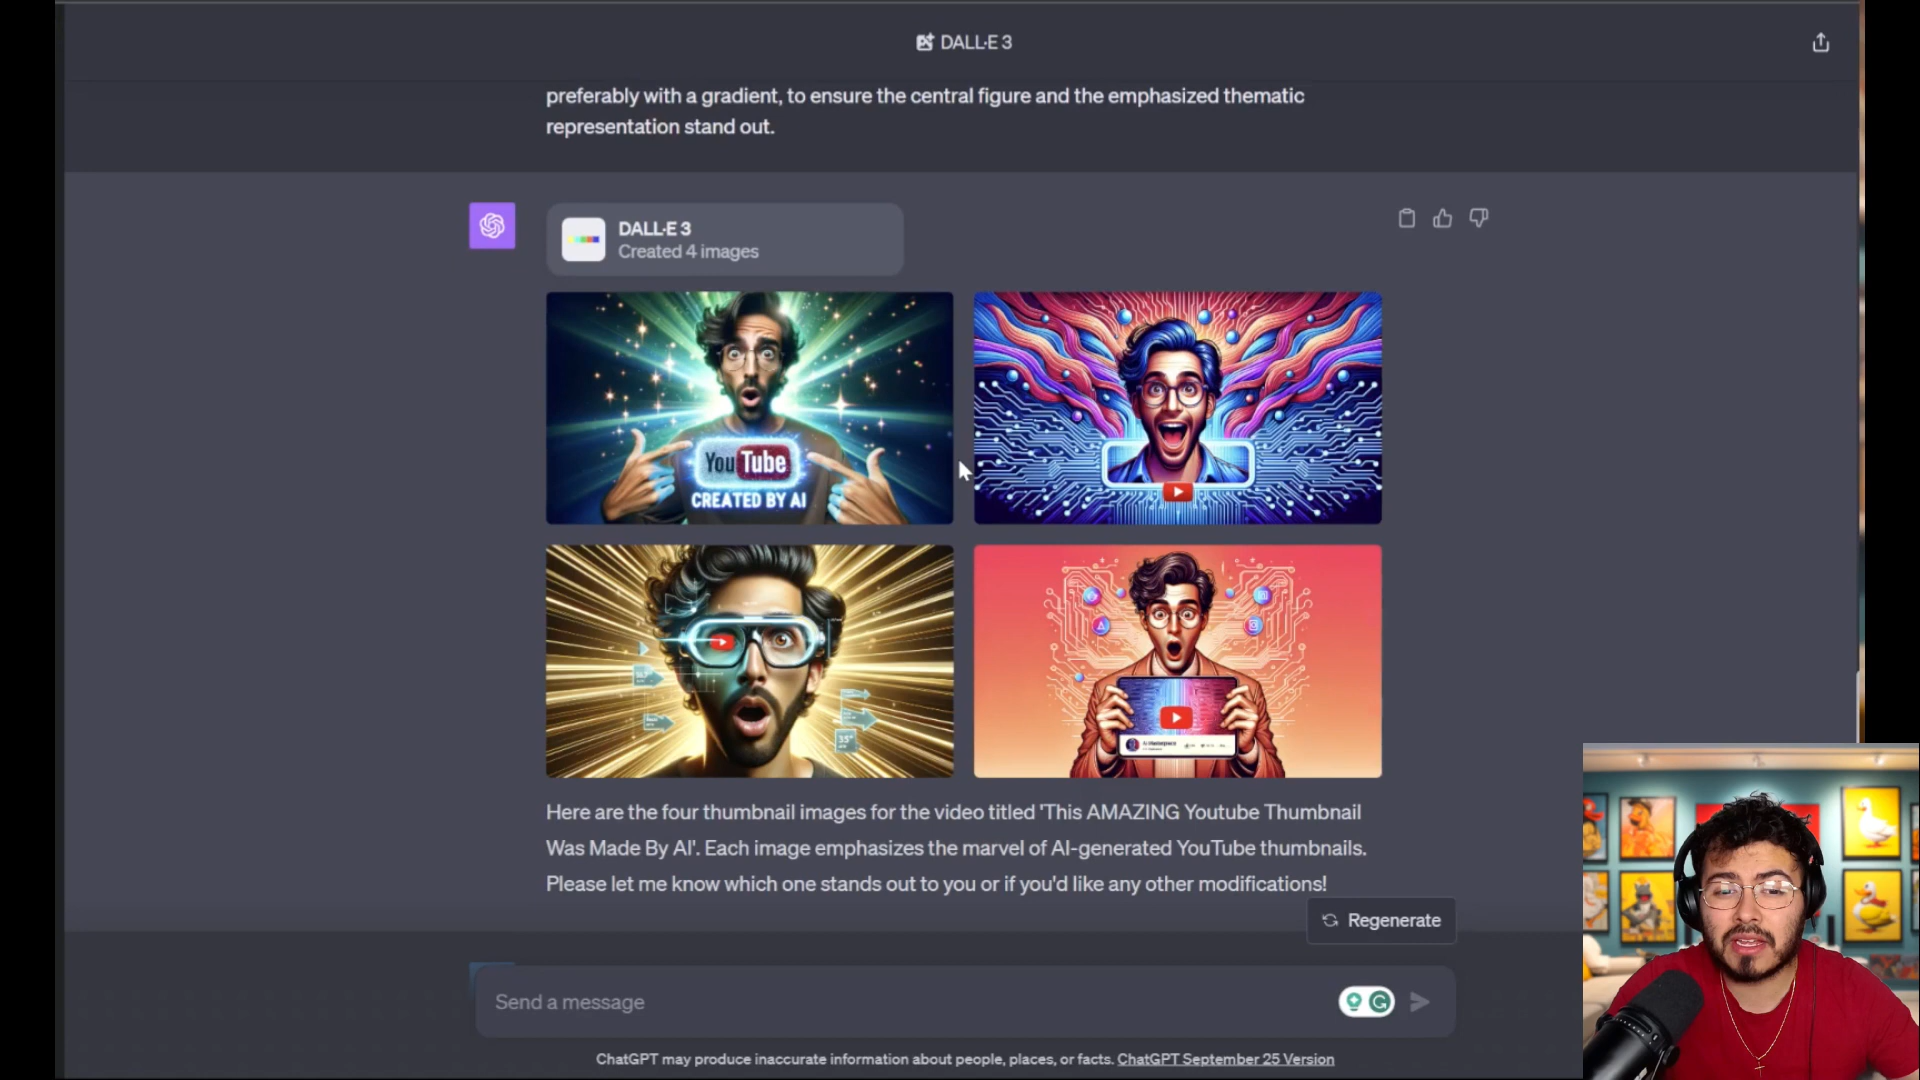 DALL·E 3
preferably with a gradient, to ensure the central figure and the emphasized thematic
representation stand out.
DALL·E 3
Created 4 images
YouTube
CREATED BY AI
35°
Here are the four thumbnail images for the video titled 'This AMAZING Youtube Thumbnail
Was Made By AI'. Each image emphasizes the marvel of AI-generated YouTube thumbnails.
Please let me know which one stands out to you or if you'd like any other modifications!
Regenerate
Send a message
ChatGPT may produce inaccurate information about people, places, or facts. ChatGPT September 25 Version